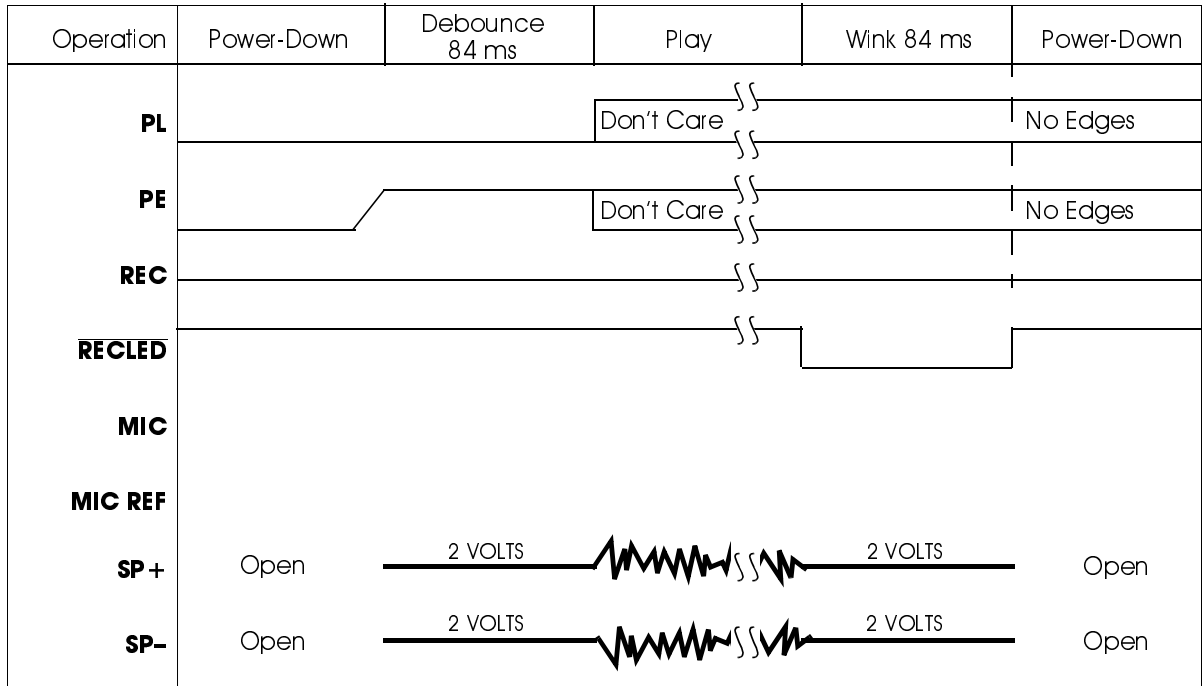 Operation Power-Down Debounce 84 ms Play Wink 84 ms Power-Down
PL Don't Care No Edges
PE Don't Care No Edges
REC
RECLED
MIC
MIC REF
SP+ Open 2 VOLTS 2 VOLTS Open
SP– Open 2 VOLTS 2 VOLTS Open